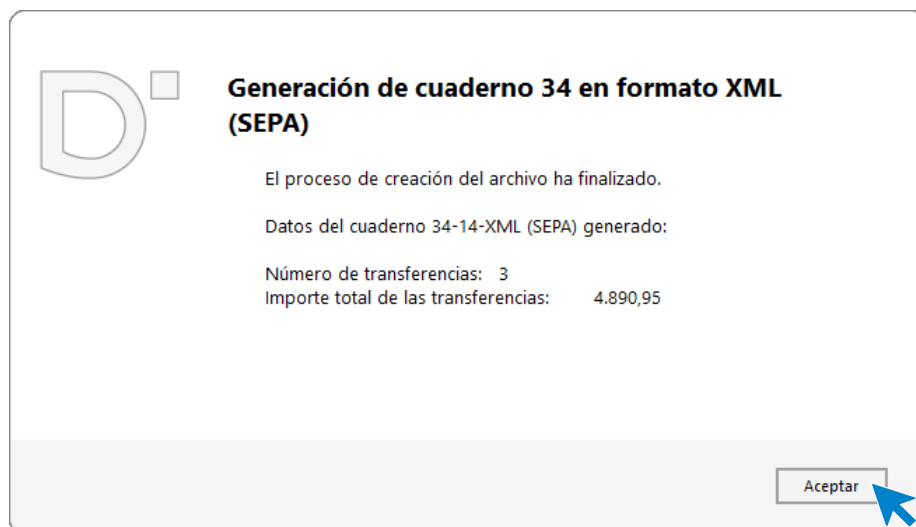 Generación de cuaderno 34 en formato XML
(SEPA)
El proceso de creación del archivo ha finalizado.
Datos del cuaderno 34-14-XML (SEPA) generado:
Número de transferencias: 3
Importe total de las transferencias: 4.890,95
Aceptar